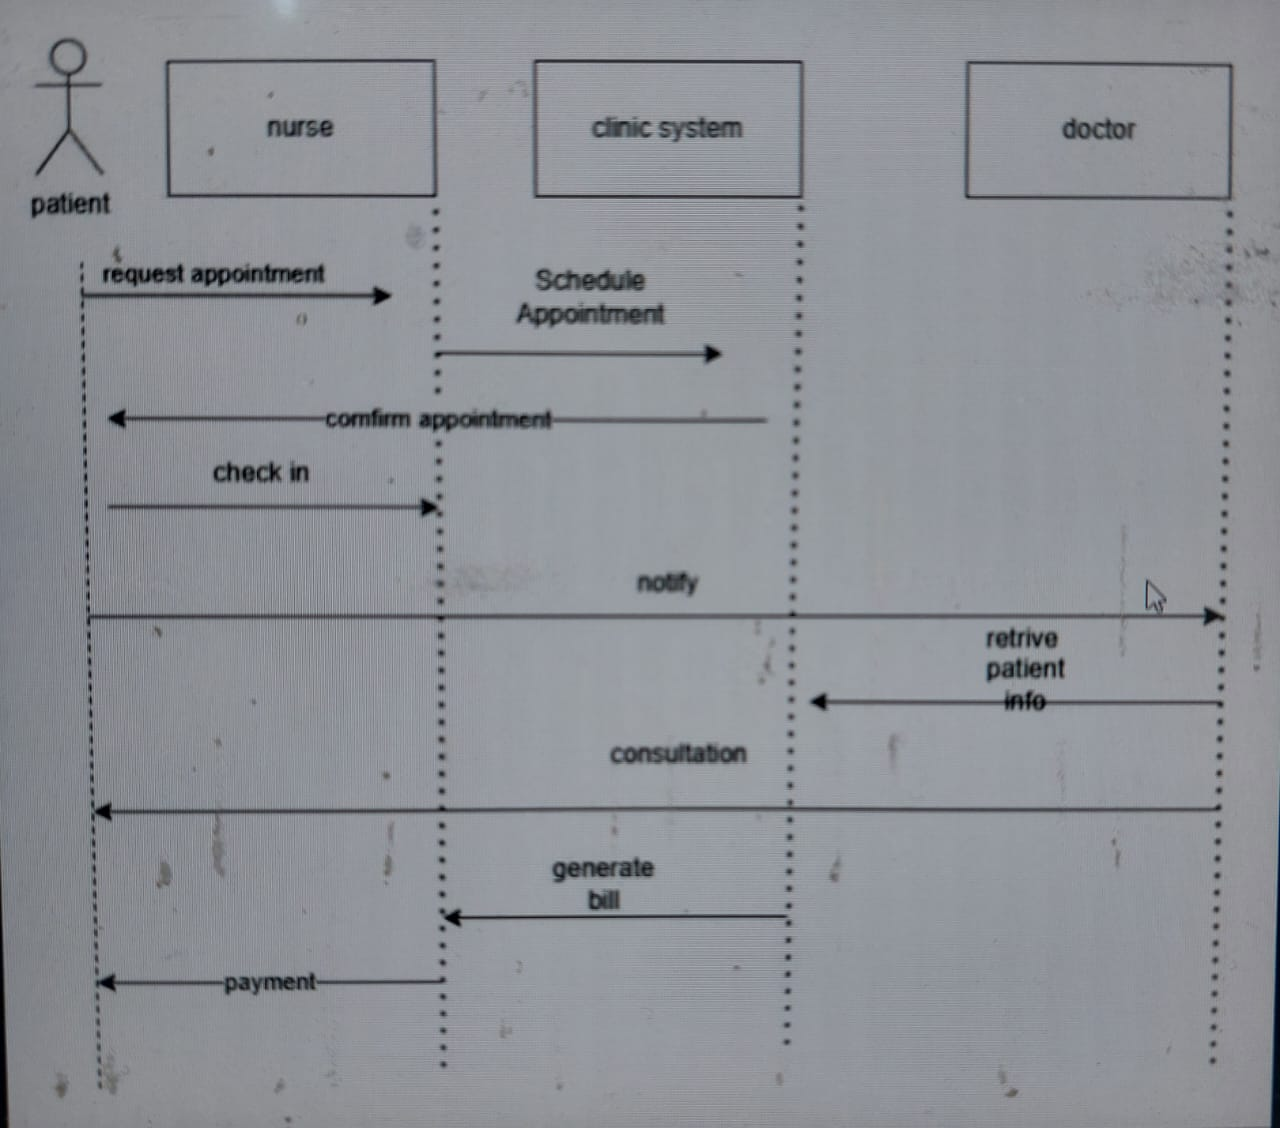 nurse
clinic system
doctor
patient
request appointment
Schedule
Appointment
comfirm appointment
check in
notify
retrive
patient
info
consultation
generate
bill
payment